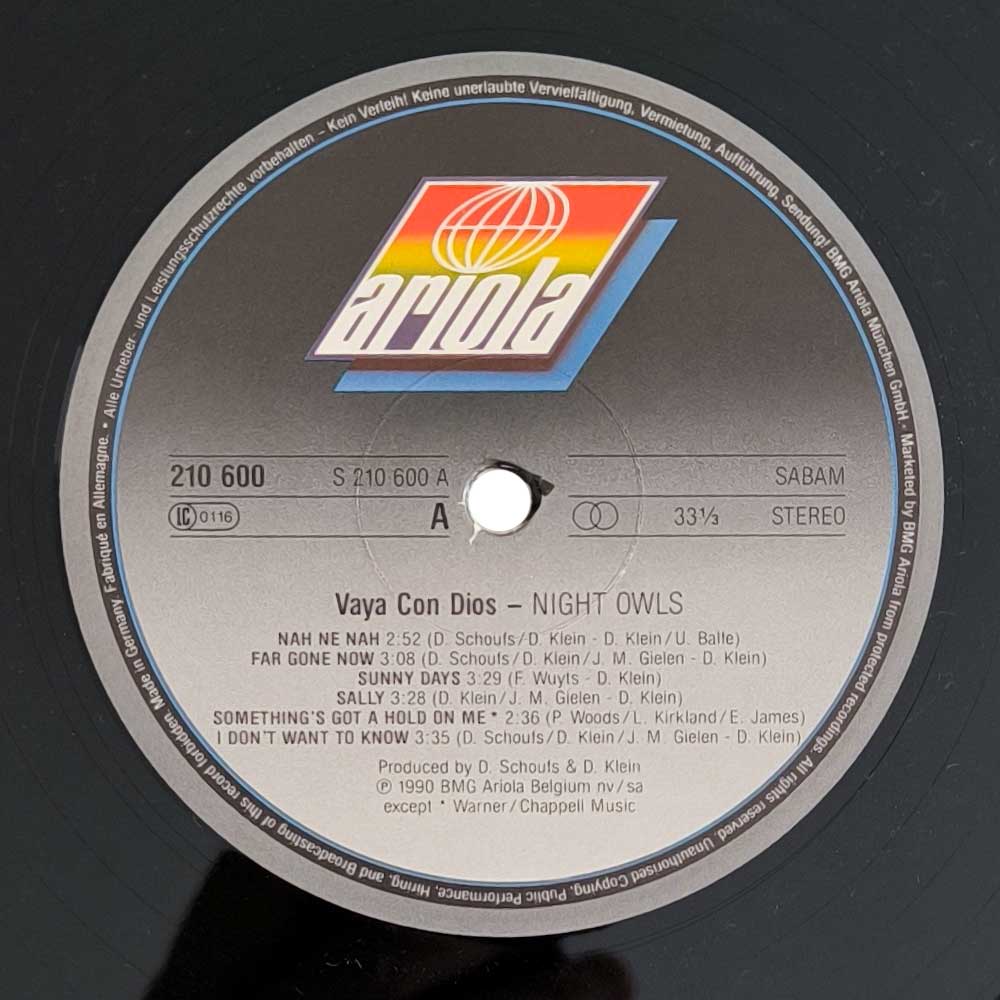 Alle Urheber- und Leistungsschutzrechte vorbehalten – Kein Verleih! Keine unerlaubte Vervielfältigung, Vermietung, Aufführung, Sendung! BMG Ariola München GmbH. • Marketed by BMG Ariola from protected recordings. All rights reserved. Unauthorised Copying, Public Performance, Hiring, and Broadcasting of this record forbidden. Made in Germany. Fabriqué en Allemagne. •
ariola
210 600 S 210 600 A SABAM
LC 0116 A 33⅓ STEREO
Vaya Con Dios – NIGHT OWLS
NAH NE NAH 2:52 (D. Schoufs/D. Klein - D. Klein/U. Balte)
FAR GONE NOW 3:08 (D. Schoufs/D. Klein/J. M. Gielen - D. Klein)
SUNNY DAYS 3:29 (F. Wuyts - D. Klein)
SALLY 3:28 (D. Klein/J. M. Gielen - D. Klein)
SOMETHING'S GOT A HOLD ON ME * 2:36 (P. Woods/L. Kirkland/E. James)
I DON'T WANT TO KNOW 3:35 (D. Schoufs/D. Klein/J. M. Gielen - D. Klein)
Produced by D. Schoufs & D. Klein
℗ 1990 BMG Ariola Belgium nv/sa
except * Warner/Chappell Music